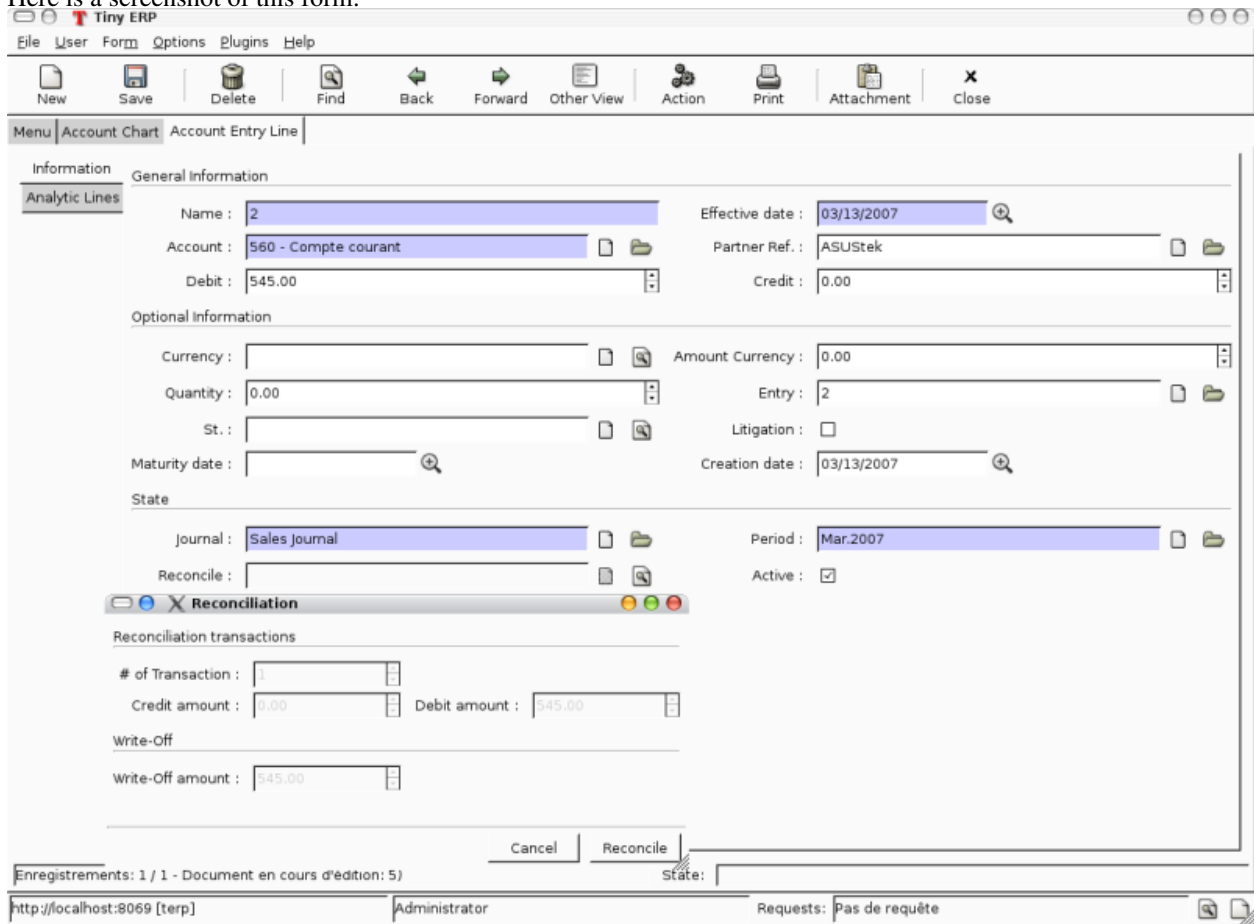 Here is a screenshot of this form:
Tiny ERP
File User Form Options Plugins Help
New Save Delete Find Back Forward Other View Action Print Attachment Close
Menu Account Chart Account Entry Line
Information
Analytic Lines
General Information
Name : 2 Effective date : 03/13/2007
Account : 560 - Compte courant Partner Ref. : ASUStek
Debit : 545.00 Credit : 0.00
Optional Information
Currency : Amount Currency : 0.00
Quantity : 0.00 Entry : 2
St. : Litigation :
Maturity date : Creation date : 03/13/2007
State
Journal : Sales Journal Period : Mar.2007
Reconcile : Active :
Reconciliation
Reconciliation transactions
# of Transaction : 1
Credit amount : 0.00 Debit amount : 545.00
Write-Off
Write-Off amount : 545.00
Cancel Reconcile
Enregistrements: 1 / 1 - Document en cours d'édition: 5) State:
http://localhost:8069 [terp] Administrator Requests: Pas de requête